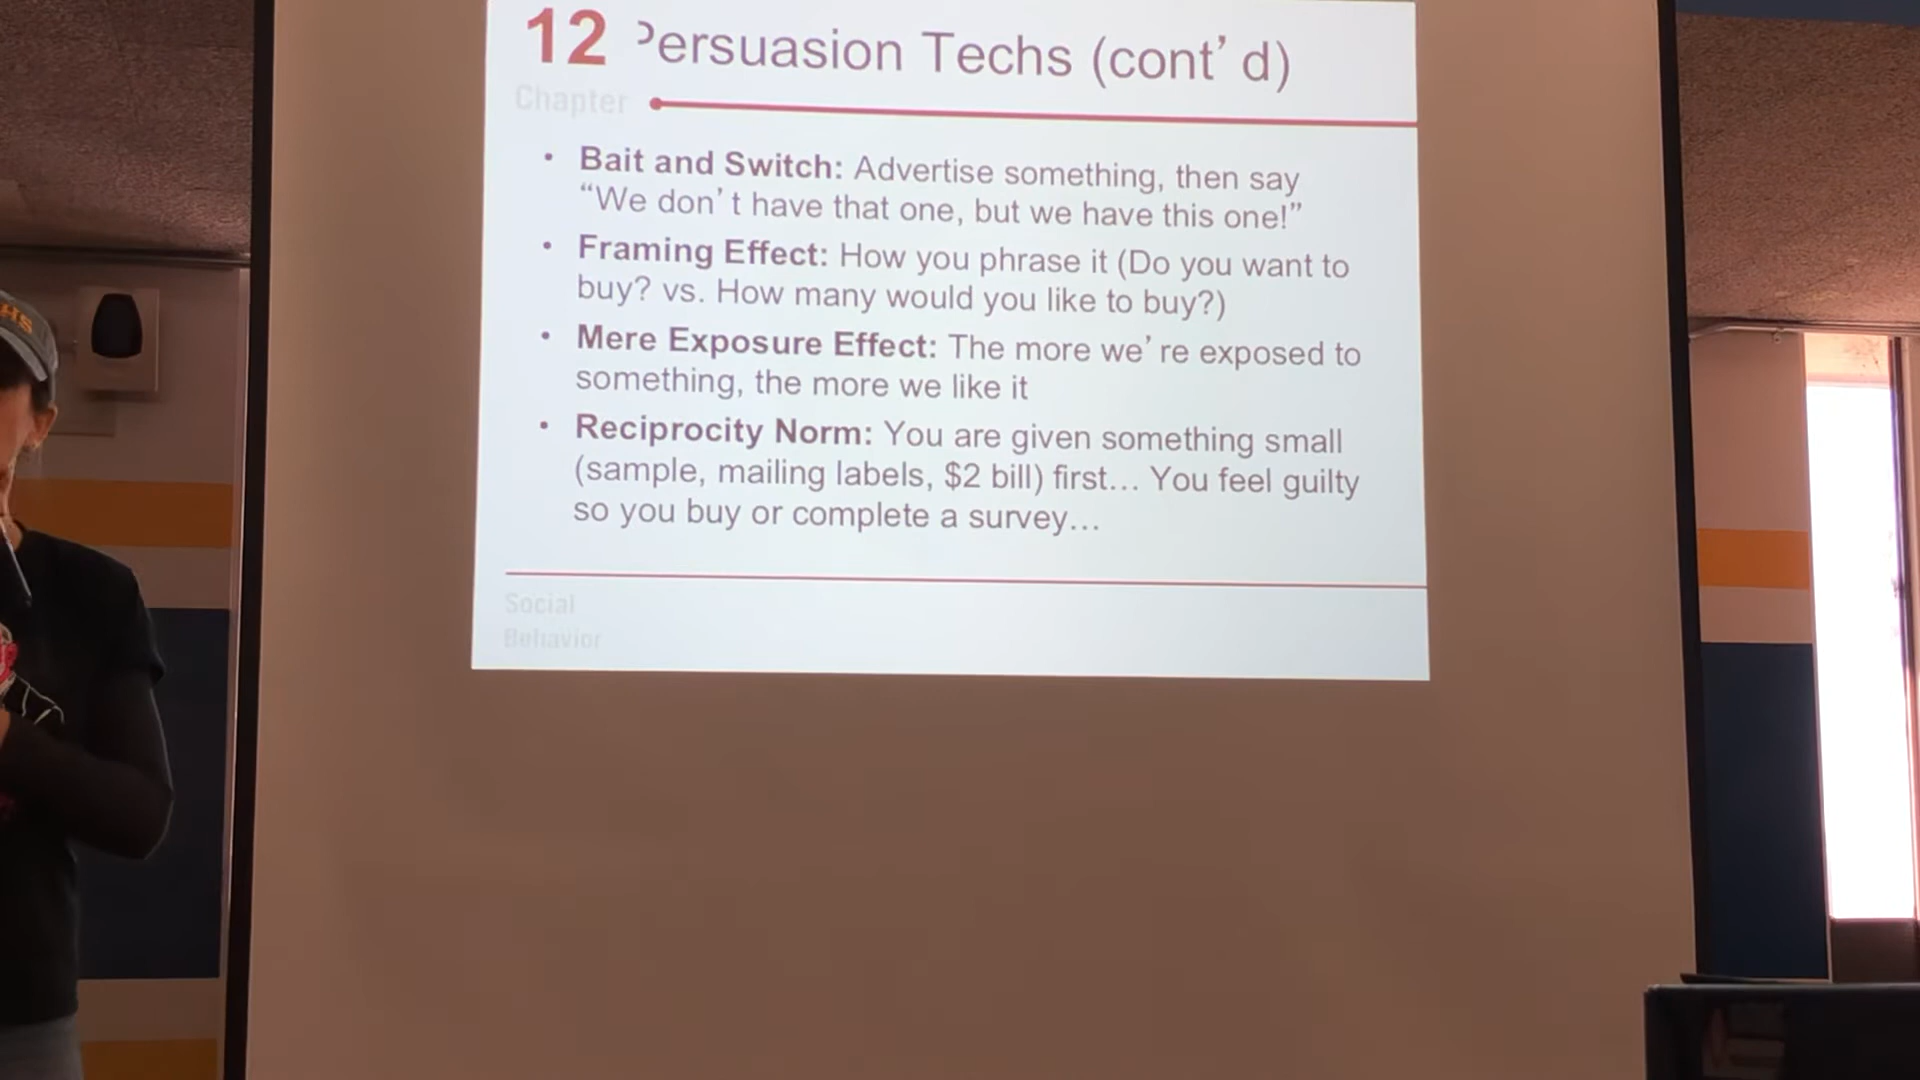 12 Persuasion Techs (cont’d)
Chapter
• Bait and Switch: Advertise something, then say
“We don’t have that one, but we have this one!”
• Framing Effect: How you phrase it (Do you want to
buy? vs. How many would you like to buy?)
• Mere Exposure Effect: The more we’re exposed to
something, the more we like it
• Reciprocity Norm: You are given something small
(sample, mailing labels, $2 bill) first… You feel guilty
so you buy or complete a survey…
Social
Behavior
HS